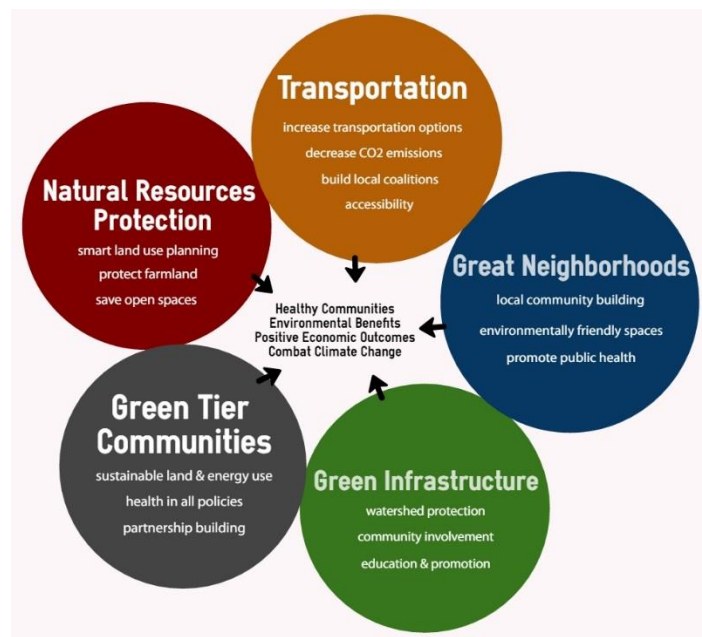 Transportation
increase transportation options
decrease CO2 emissions
build local coalitions
accessibility
Natural Resources
Protection
smart land use planning
protect farmland
save open spaces
Great Neighborhoods
local community building
environmentally friendly spaces
promote public health
Healthy Communities
Environmental Benefits
Positive Economic Outcomes
Combat Climate Change
Green Tier
Communities
sustainable land & energy use
health in all policies
partnership building
Green Infrastructure
watershed protection
community involvement
education & promotion